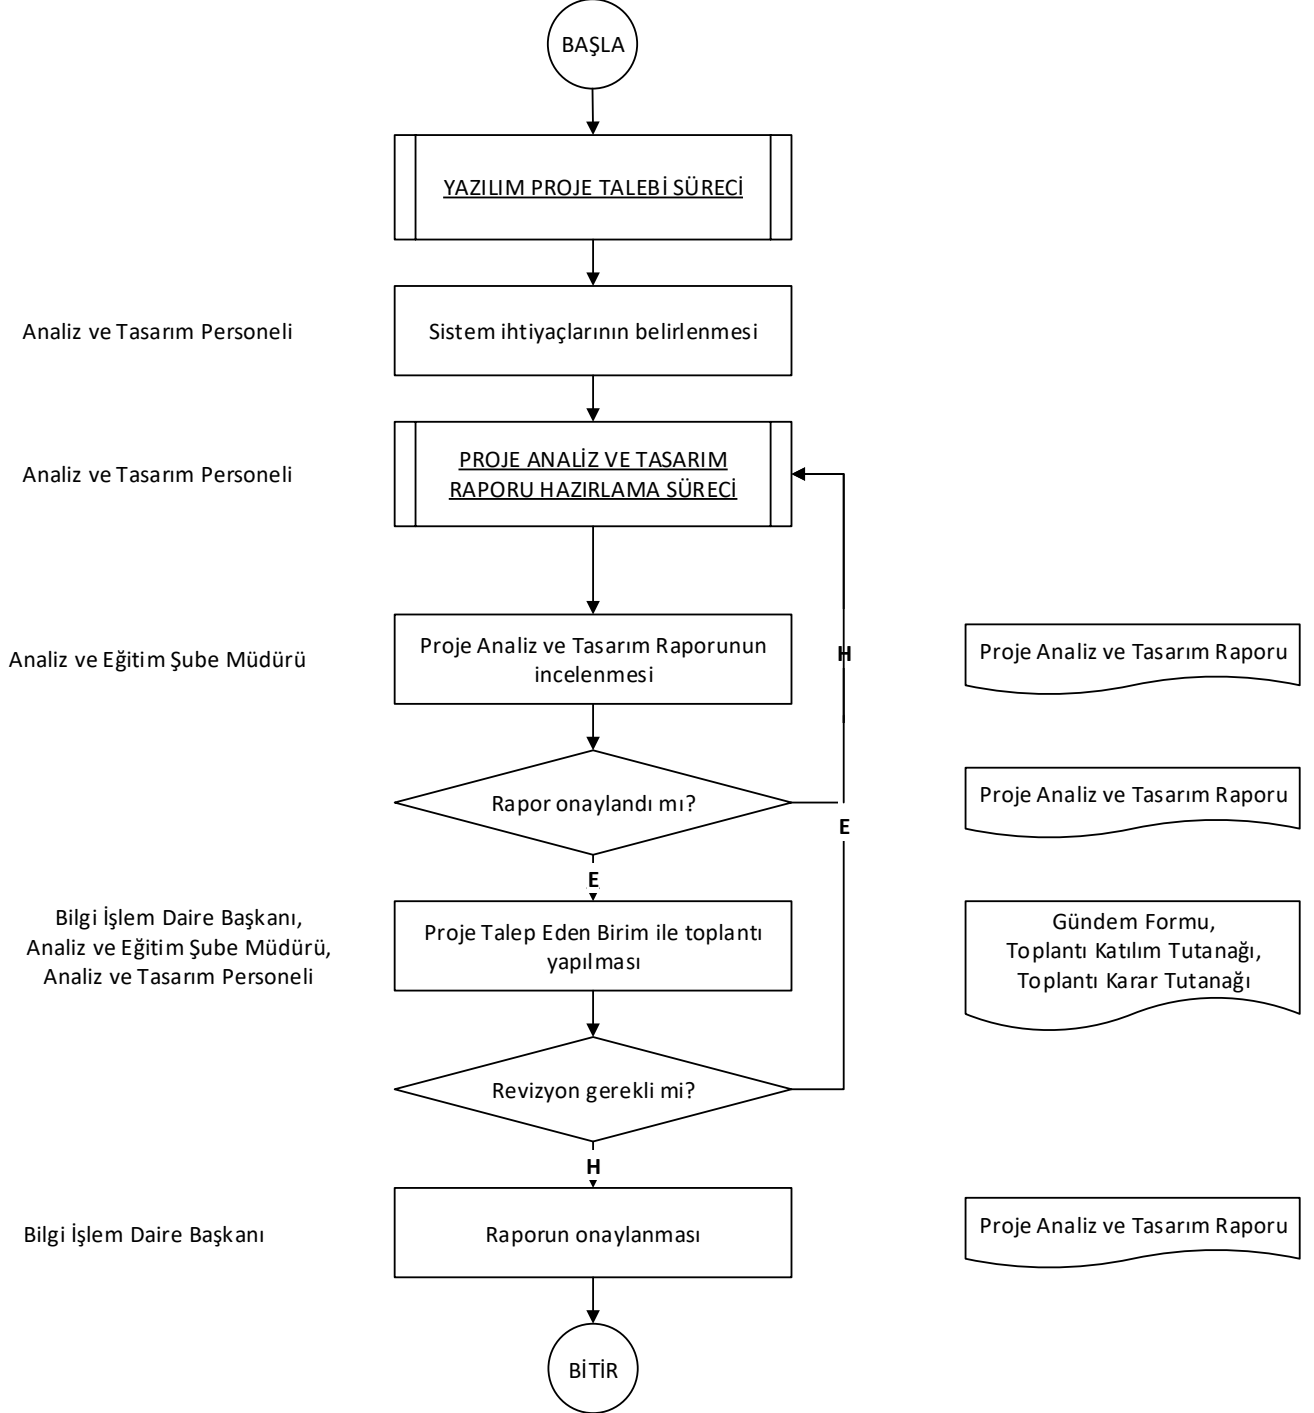 BAŞLA
YAZILIM PROJE TALEBİ SÜRECİ
Analiz ve Tasarım Personeli
Sistem ihtiyaçlarının belirlenmesi
Analiz ve Tasarım Personeli
PROJE ANALİZ VE TASARIM
RAPORU HAZIRLAMA SÜRECİ
Analiz ve Eğitim Şube Müdürü
Proje Analiz ve Tasarım Raporunun
incelenmesi
H
Proje Analiz ve Tasarım Raporu
Rapor onaylandı mı?
Proje Analiz ve Tasarım Raporu
E
E
Bilgi İşlem Daire Başkanı,
Analiz ve Eğitim Şube Müdürü,
Analiz ve Tasarım Personeli
Proje Talep Eden Birim ile toplantı
yapılması
Gündem Formu,
Toplantı Katılım Tutanağı,
Toplantı Karar Tutanağı
Revizyon gerekli mi?
H
Bilgi İşlem Daire Başkanı
Raporun onaylanması
Proje Analiz ve Tasarım Raporu
BİTİR